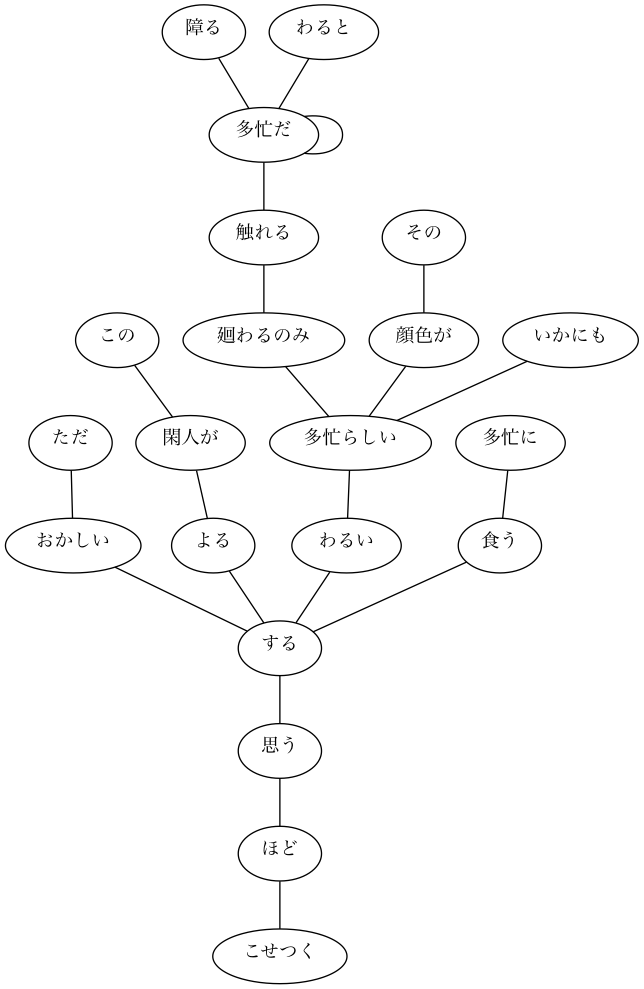 障る わると
多忙だ
触れる その
この 廻わるのみ 顔色が いかにも
ただ 閑人が 多忙らしい 多忙に
おかしい よる わるい 食う
する
思う
ほど
こせつく